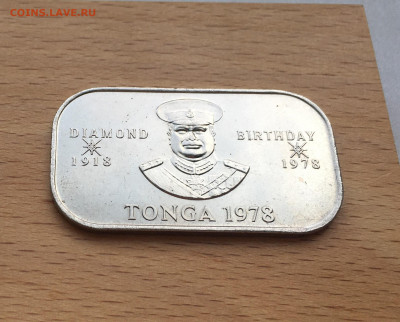 COINS.LAVE.RU
DIAMOND BIRTHDAY
1918 1978
TONGA 1978